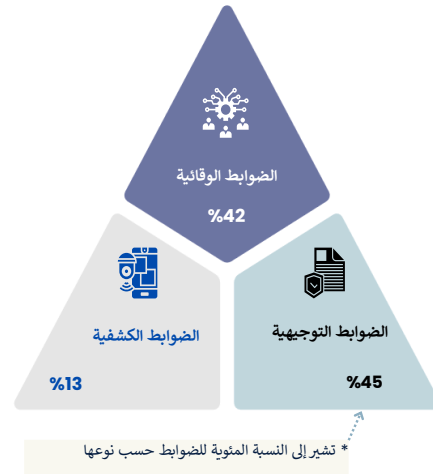 الضوابط الوقائية
%42
الضوابط التوجيهية
%45
الضوابط الكشفية
%13
* تشير إلى النسبة المئوية للضوابط حسب نوعها